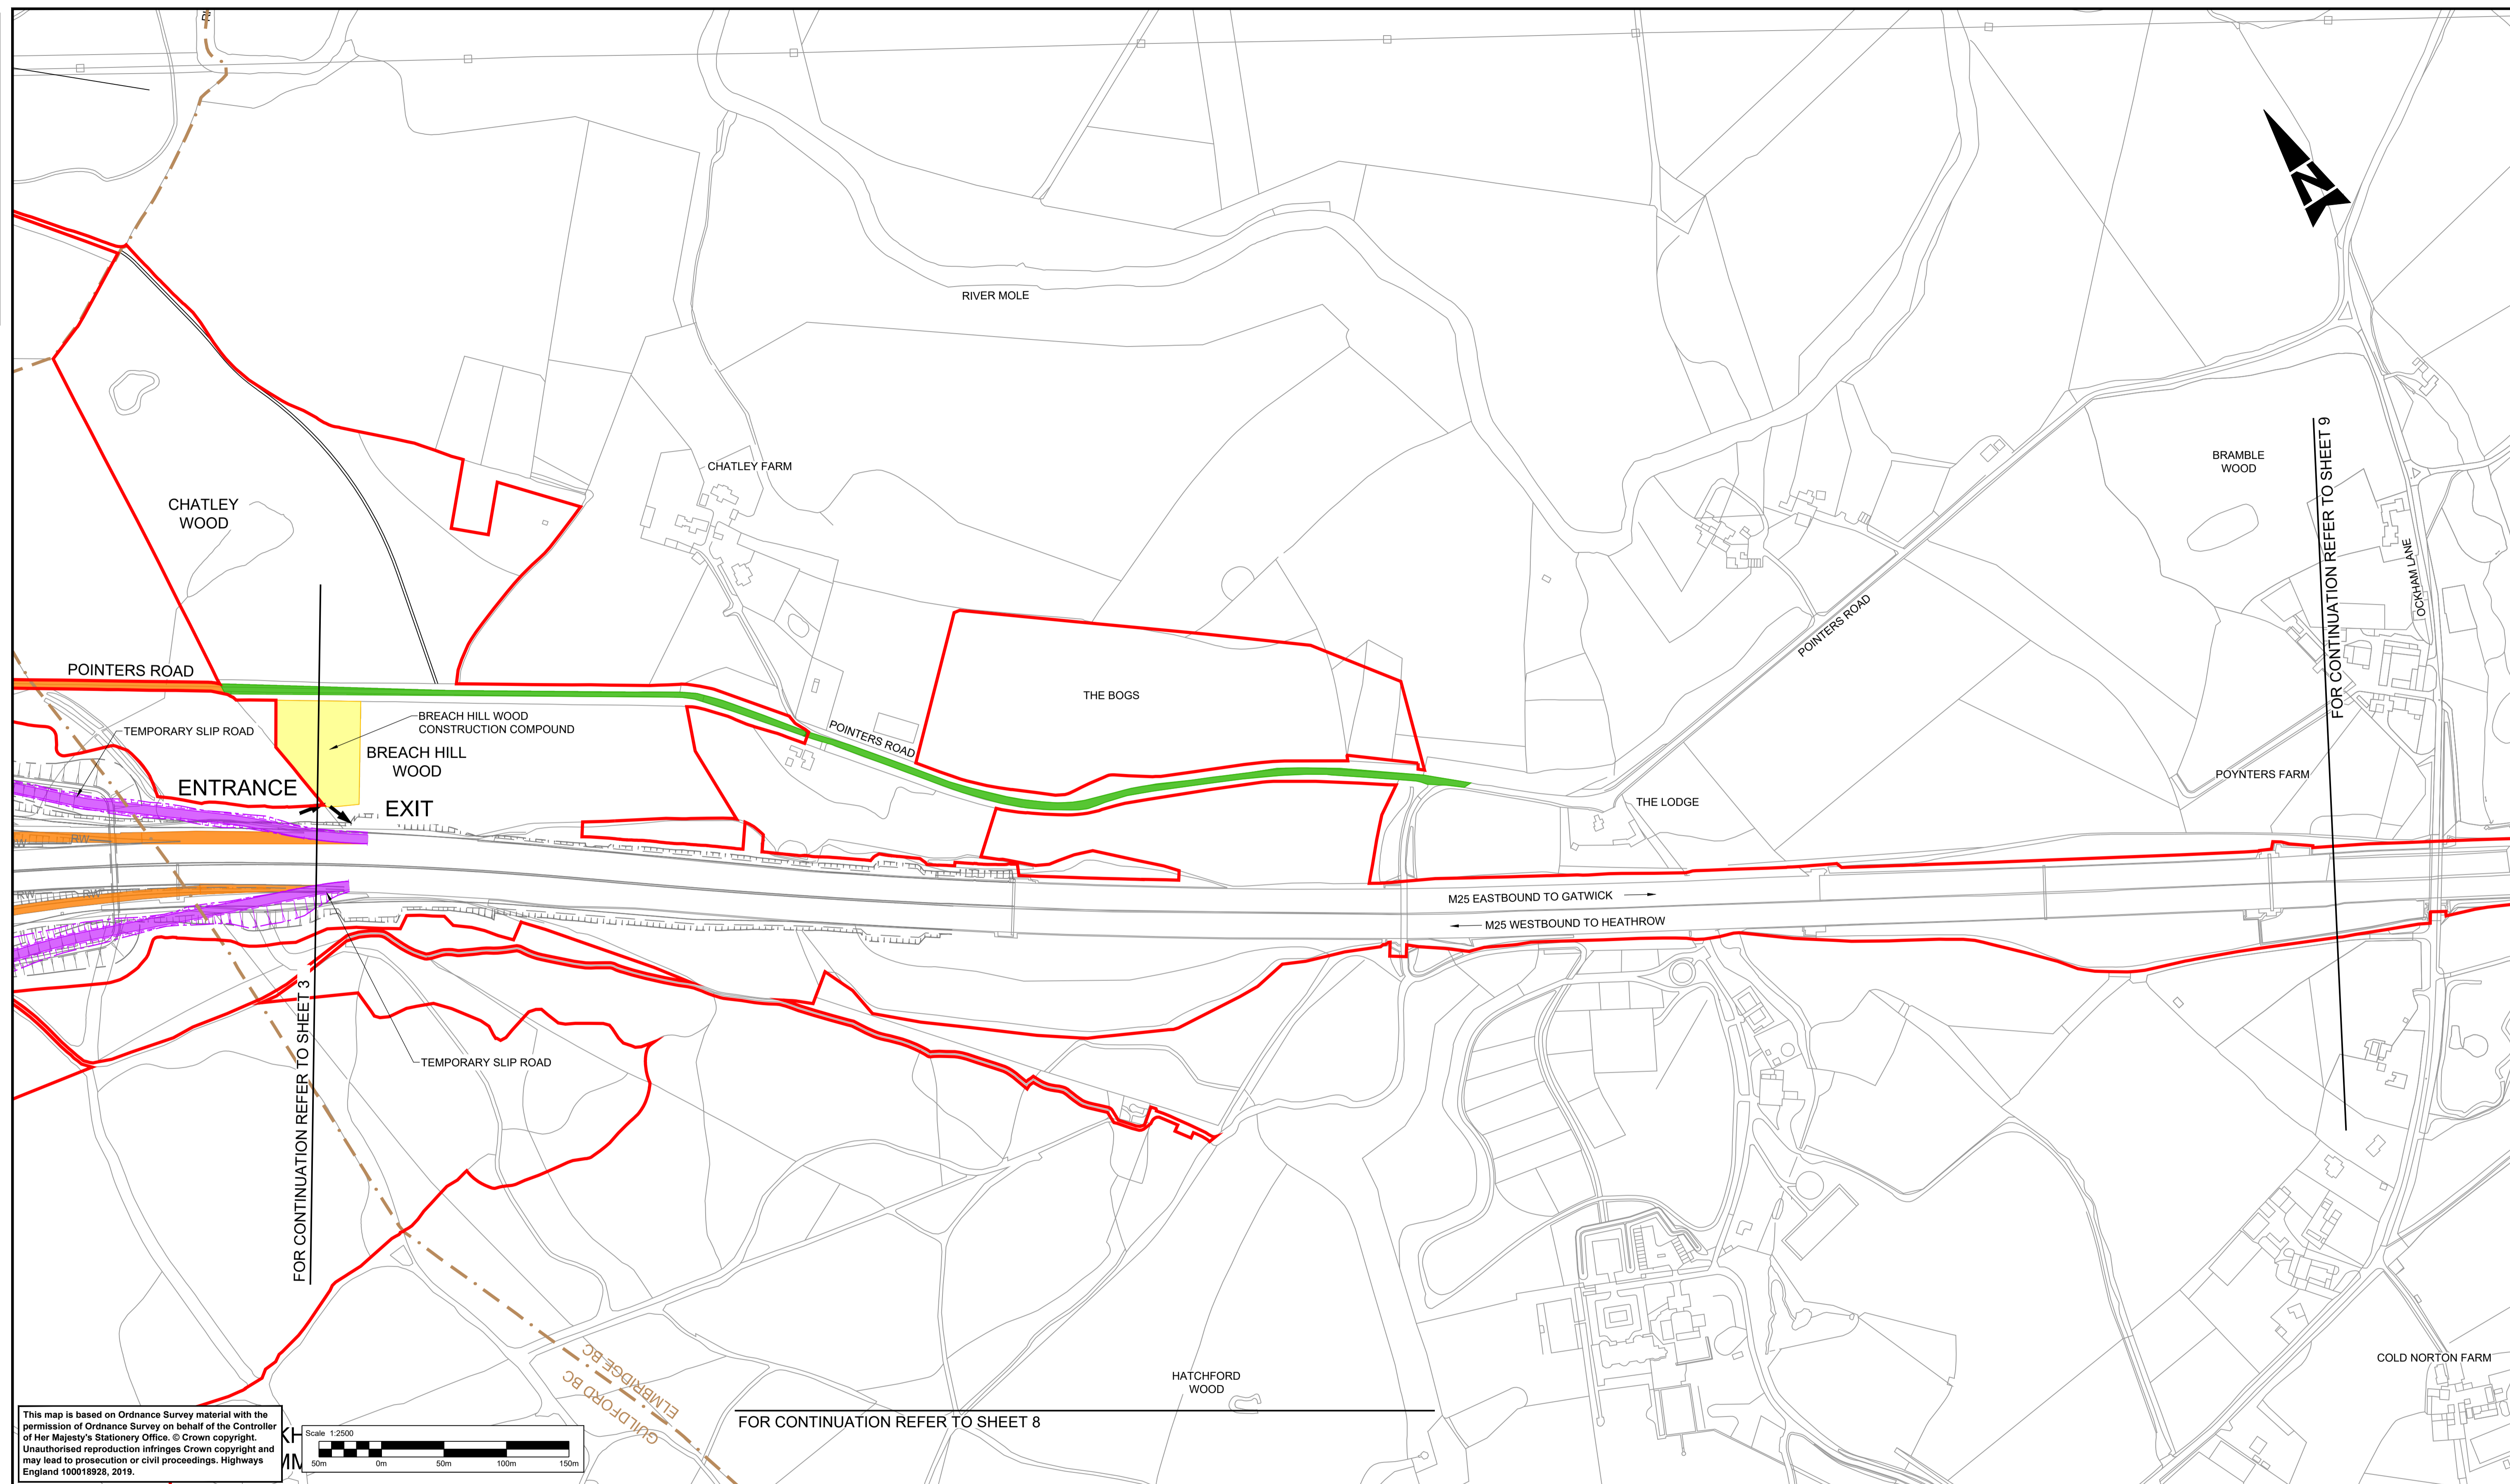 N
RIVER MOLE
CHATLEY FARM
BRAMBLE
WOOD
FOR CONTINUATION REFER TO SHEET 9
CHATLEY
WOOD
OCKHAM LANE
POINTERS ROAD
POINTERS ROAD
THE BOGS
BREACH HILL WOOD
CONSTRUCTION COMPOUND
TEMPORARY SLIP ROAD
POINTERS ROAD
BREACH HILL
WOOD
ENTRANCE
EXIT
POYNTERS FARM
THE LODGE
RW
RW
RW
M25 EASTBOUND TO GATWICK
M25 WESTBOUND TO HEATHROW
FOR CONTINUATION REFER TO SHEET 3
TEMPORARY SLIP ROAD
ELMBRIDGE BC
GUILDFORD BC
HATCHFORD
WOOD
COLD NORTON FARM
FOR CONTINUATION REFER TO SHEET 8
This map is based on Ordnance Survey material with the
permission of Ordnance Survey on behalf of the Controller
of Her Majesty's Stationery Office. © Crown copyright.
Unauthorised reproduction infringes Crown copyright and
may lead to prosecution or civil proceedings. Highways
England 100018928, 2019.
Scale 1:2500
50m 0m 50m 100m 150m